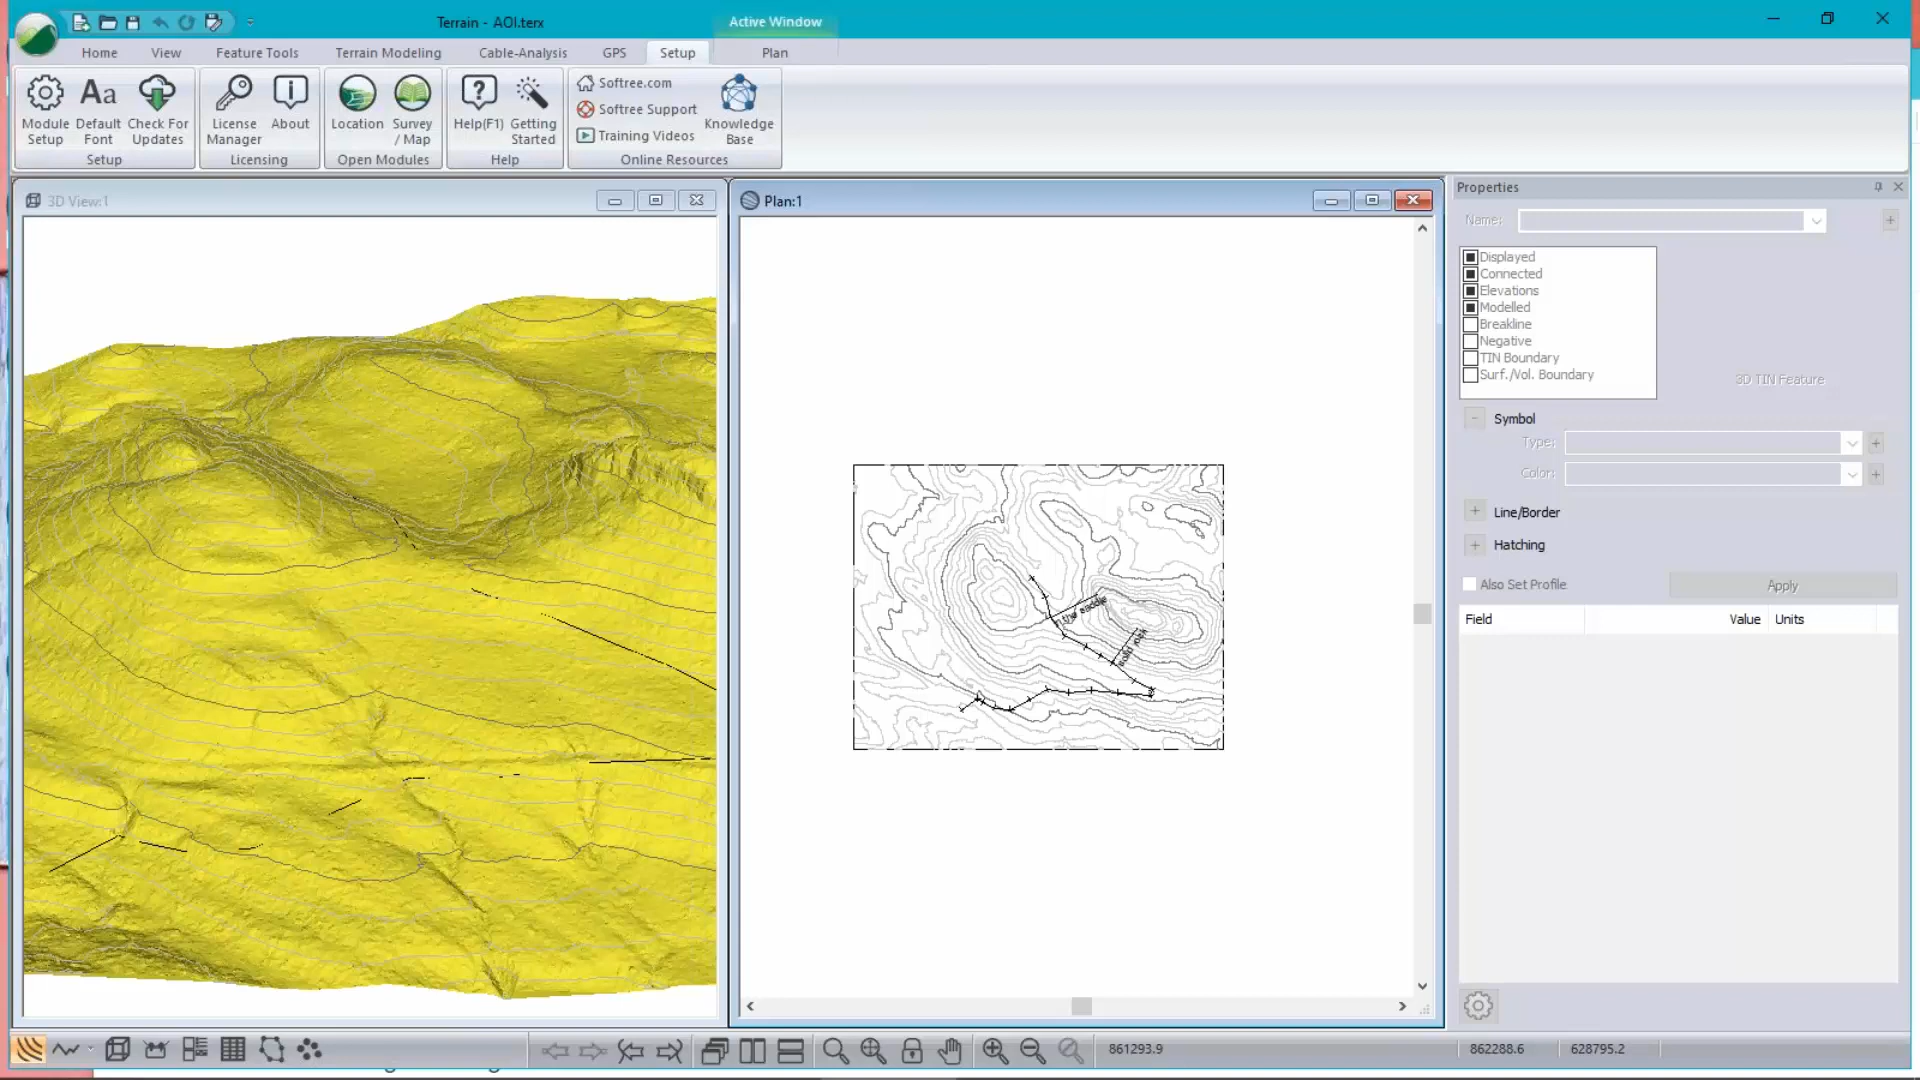 Terrain - AOI.terx
Active Window
Home View Feature Tools Terrain Modeling Cable-Analysis GPS Setup Plan
Module Setup
Default Font
Check For Updates
Setup
License Manager
About
Licensing
Location
Survey / Map
Open Modules
Help(F1)
Getting Started
Help
Softree.com
Softree Support
Training Videos
Knowledge Base
Online Resources
3D View:1
Plan:1
the saddle
solid rock
Properties
Name:
Displayed
Connected
Elevations
Modelled
Breakline
Negative
TIN Boundary
Surf./Vol. Boundary
3D TIN Feature
Symbol
Type:
Color:
Line/Border
Hatching
Also Set Profile
Apply
Field Value Units
861293.9
862288.6 628795.2